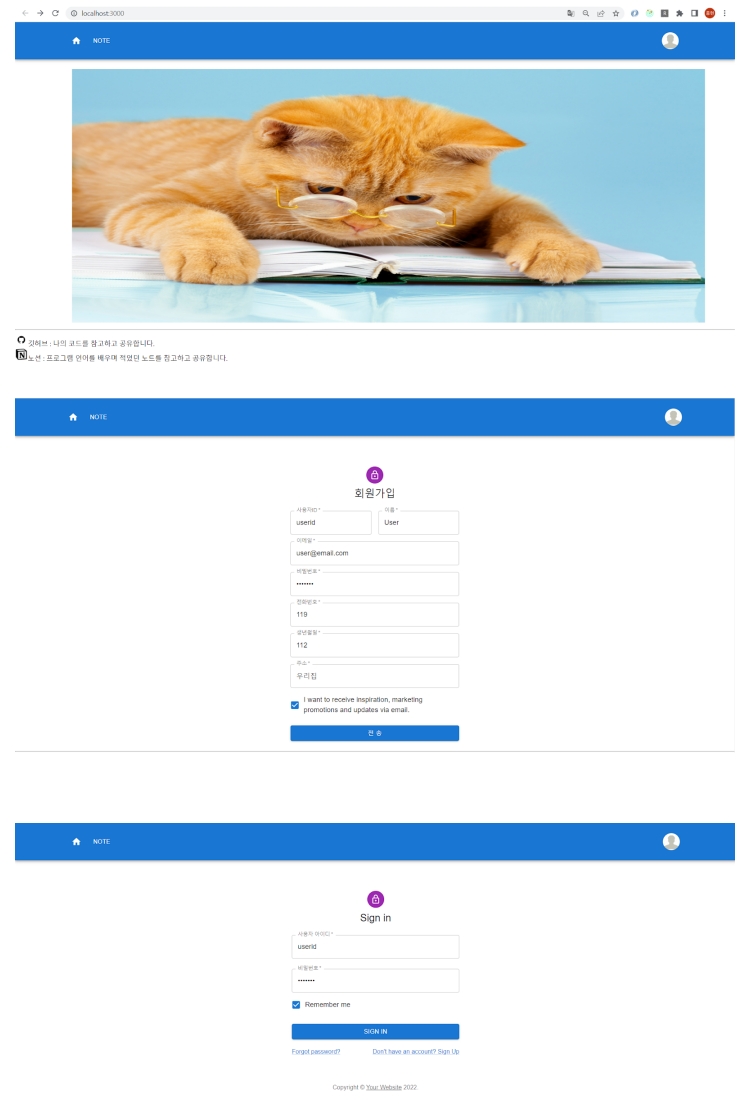 localhost:3000
NOTE
깃허브 : 나의 코드를 참고하고 공유합니다.
노션 : 프로그램 언어를 배우며 적었던 노트를 참고하고 공유합니다.
NOTE
회원가입
사용자ID *
이름 *
userid
User
이메일 *
user@email.com
비밀번호 *
•••••••
전화번호 *
119
생년월일 *
112
주소 *
우리집
I want to receive inspiration, marketing
promotions and updates via email.
전 송
NOTE
Sign in
사용자 아이디 *
userid
비밀번호 *
•••••••
Remember me
SIGN IN
Forgot password?
Don't have an account? Sign Up
Copyright © Your Website 2022.